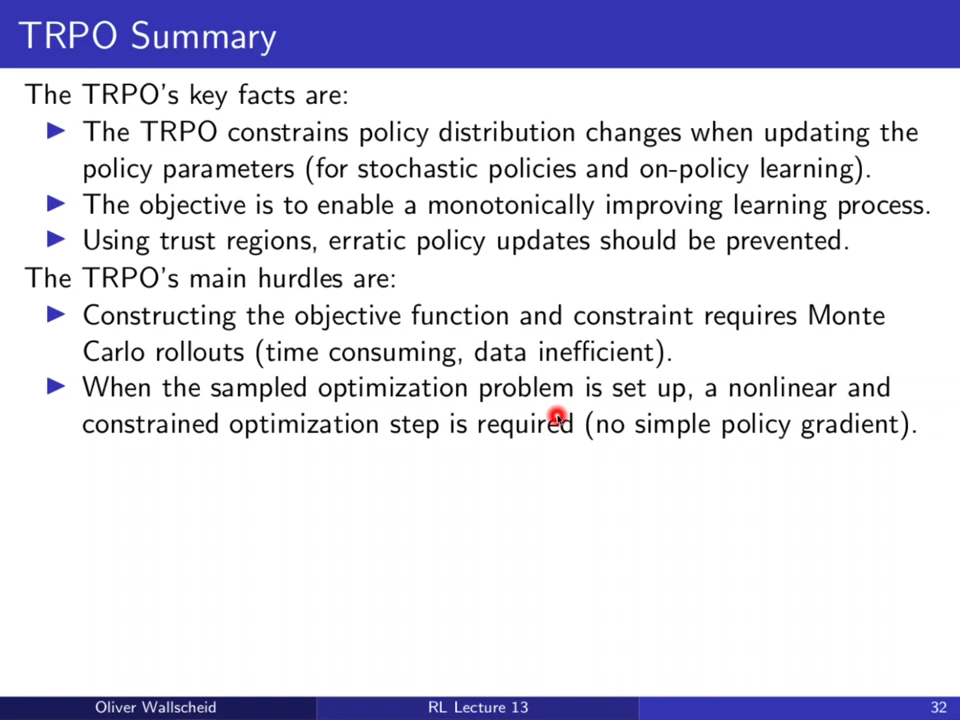 TRPO Summary
The TRPO's key facts are:
▶ The TRPO constrains policy distribution changes when updating the
policy parameters (for stochastic policies and on-policy learning).
▶ The objective is to enable a monotonically improving learning process.
▶ Using trust regions, erratic policy updates should be prevented.
The TRPO's main hurdles are:
▶ Constructing the objective function and constraint requires Monte
Carlo rollouts (time consuming, data inefficient).
▶ When the sampled optimization problem is set up, a nonlinear and
constrained optimization step is required (no simple policy gradient).
Oliver Wallscheid RL Lecture 13 32